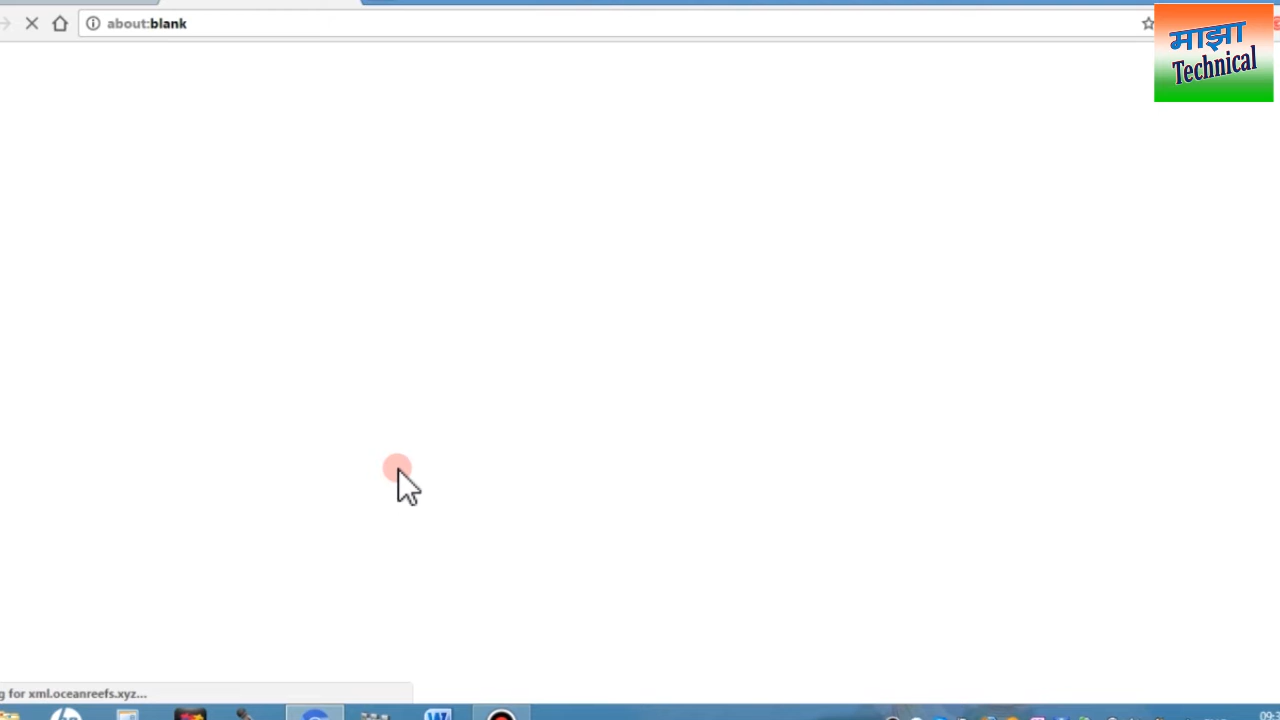 about:blank
माझा
Technical
g for xml.oceanreefs.xyz...